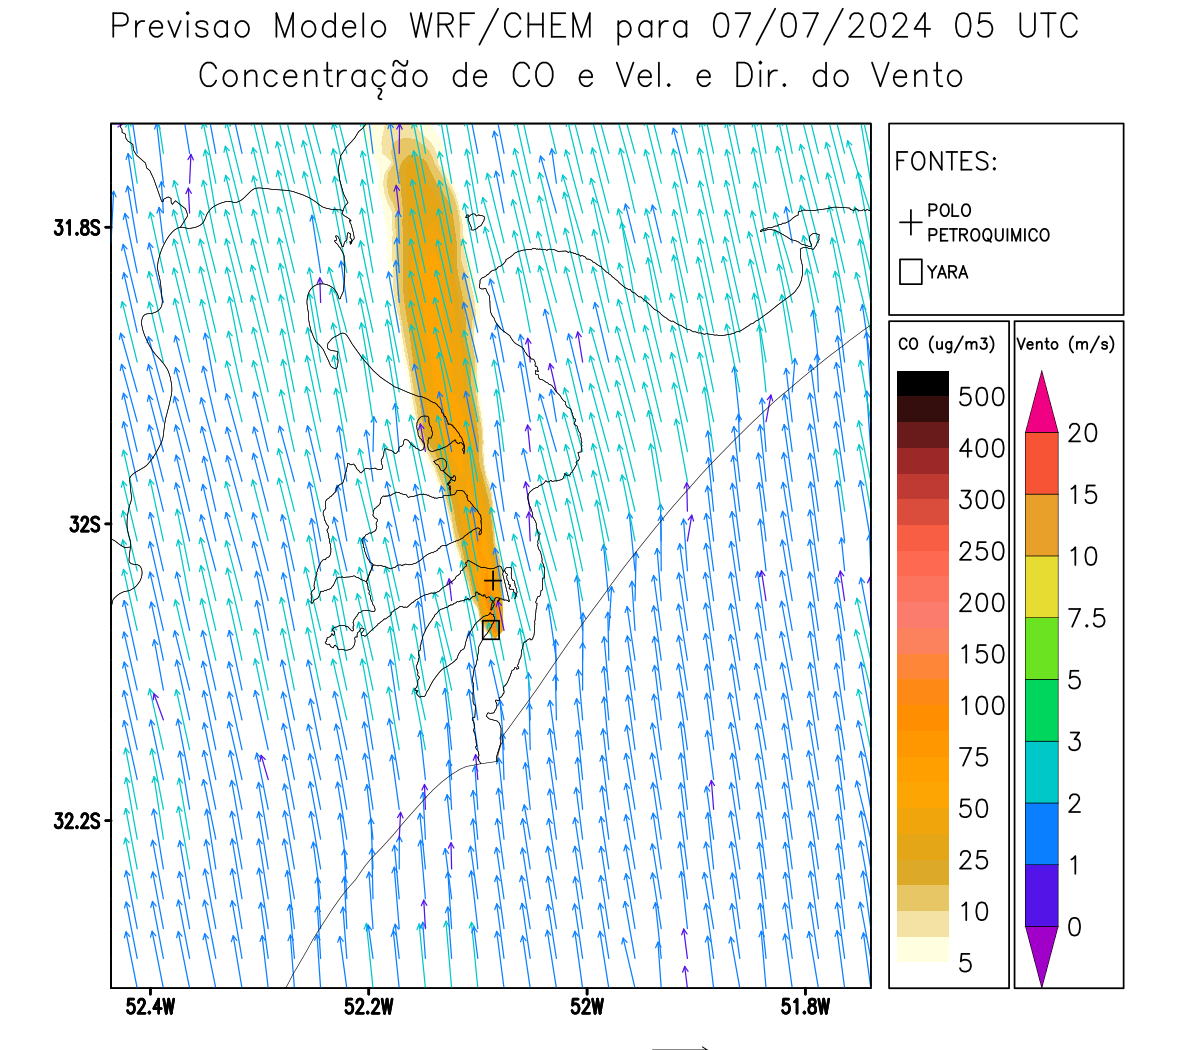 Previsao Modelo WRF/CHEM para 07/07/2024 05 UTC
Concentração de CO e Vel. e Dir. do Vento
FONTES:
POLO
PETROQUIMICO
YARA
CO (ug/m3)
500
400
300
250
200
150
100
75
50
25
10
5
Vento (m/s)
20
15
10
7.5
5
3
2
1
0
31.8S
32S
32.2S
52.4W
52.2W
52W
51.8W